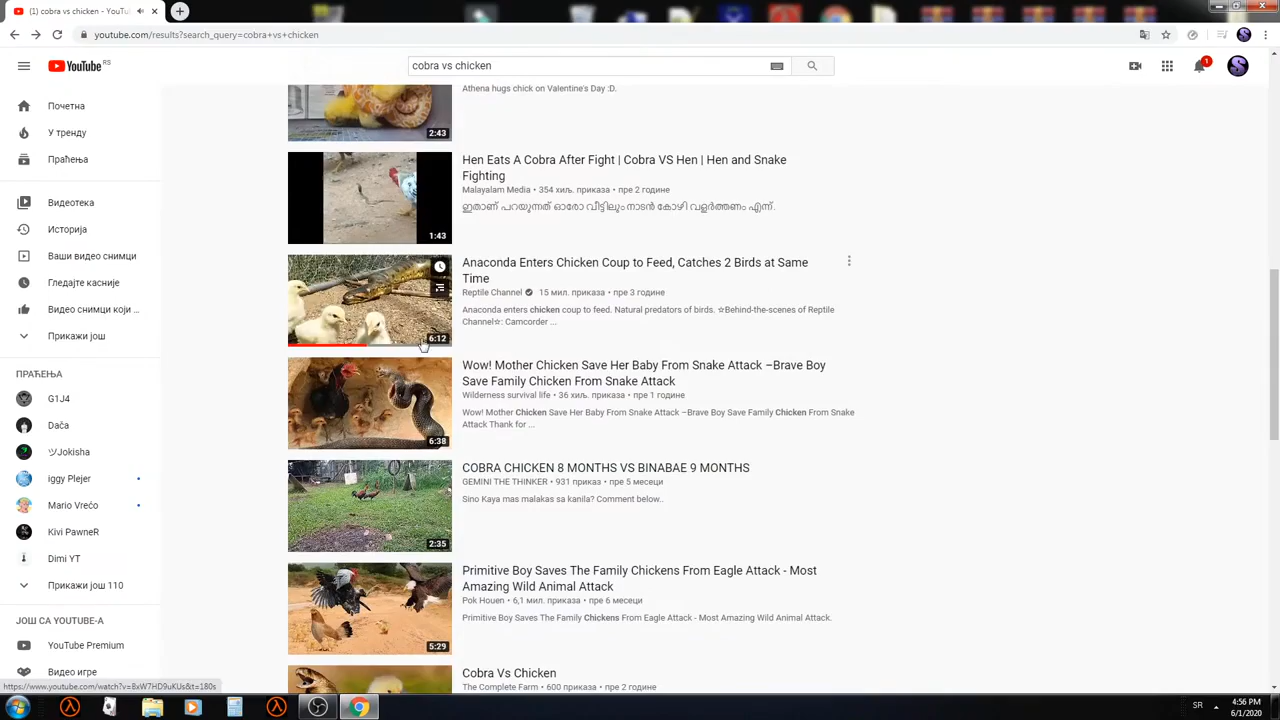 (1) cobra vs chicken - YouTu
youtube.com/results?search_query=cobra+vs+chicken
YouTube RS
cobra vs chicken
1
Почетна
У тренду
Праћења
Видеотека
Историја
Ваши видео снимци
Гледајте касније
Видео снимци који ...
Прикажи још
ПРАЋЕЊА
G1J4
Dača
ツJokisha
Iggy Plejer
Mario Vrećo
Kivi PawneR
Dimi YT
Прикажи још 110
ЈОШ СА YOUTUBE-А
YouTube Premium
Видео игре
Athena hugs chick on Valentine's Day :D.
2:43
Hen Eats A Cobra After Fight | Cobra VS Hen | Hen and Snake
Fighting
Malayalam Media • 354 хиљ. приказа • пре 2 године
ഇതാണ് പറയുന്നത് ഓരോ വീട്ടിലും നാടൻ കോഴി വളർത്തണം എന്ന്.
1:43
Anaconda Enters Chicken Coup to Feed, Catches 2 Birds at Same
Time
Reptile Channel 15 мил. приказа • пре 3 године
Anaconda enters chicken coup to feed. Natural predators of birds. ☆Behind-the-scenes of Reptile
Channel☆: Camcorder ...
6:12
Wow! Mother Chicken Save Her Baby From Snake Attack –Brave Boy
Save Family Chicken From Snake Attack
Wilderness survival life • 36 хиљ. приказа • пре 1 године
Wow! Mother Chicken Save Her Baby From Snake Attack –Brave Boy Save Family Chicken From Snake
Attack Thank for ...
6:38
COBRA CHICKEN 8 MONTHS VS BINABAE 9 MONTHS
GEMINI THE THINKER • 931 приказ • пре 5 месеци
Sino Kaya mas malakas sa kanila? Comment below..
2:35
Primitive Boy Saves The Family Chickens From Eagle Attack - Most
Amazing Wild Animal Attack
Pok Houen • 6,1 мил. приказа • пре 6 месеци
Primitive Boy Saves The Family Chickens From Eagle Attack - Most Amazing Wild Animal Attack.
5:29
Cobra Vs Chicken
The Complete Farm • 600 приказа • пре 2 године
https://www.youtube.com/watch?v=BxW7HD9uKUs&t=180s
SR
4:56 PM
6/1/2020